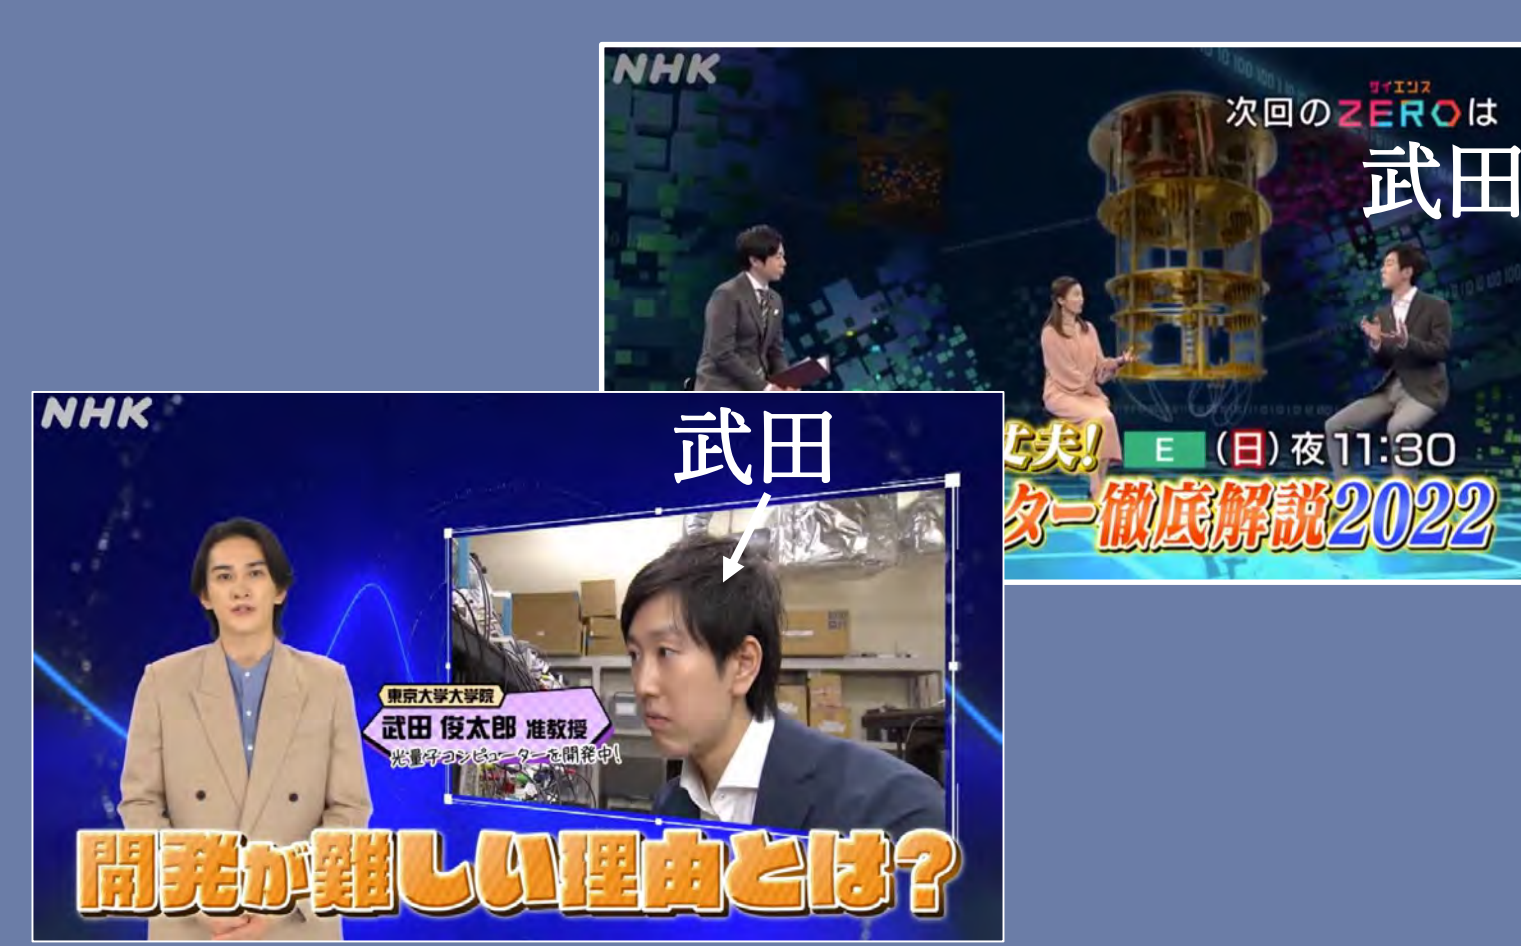 NHK
サイエンス
次回のZEROは
武田
丈夫!
E (日)夜11:30
ター徹底解説2022
NHK
武田
東京大学大学院
武田 俊太郎 准教授
光量子コンピューターを開発中!
開発が難しい理由とは?